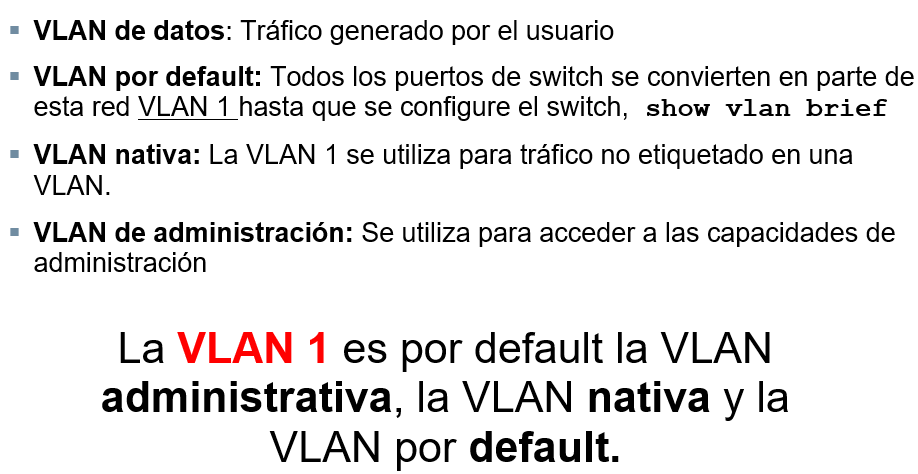 ▪ VLAN de datos: Tráfico generado por el usuario
▪ VLAN por default: Todos los puertos de switch se convierten en parte de
esta red VLAN 1 hasta que se configure el switch, show vlan brief
▪ VLAN nativa: La VLAN 1 se utiliza para tráfico no etiquetado en una
VLAN.
▪ VLAN de administración: Se utiliza para acceder a las capacidades de
administración
La VLAN 1 es por default la VLAN
administrativa, la VLAN nativa y la
VLAN por default.